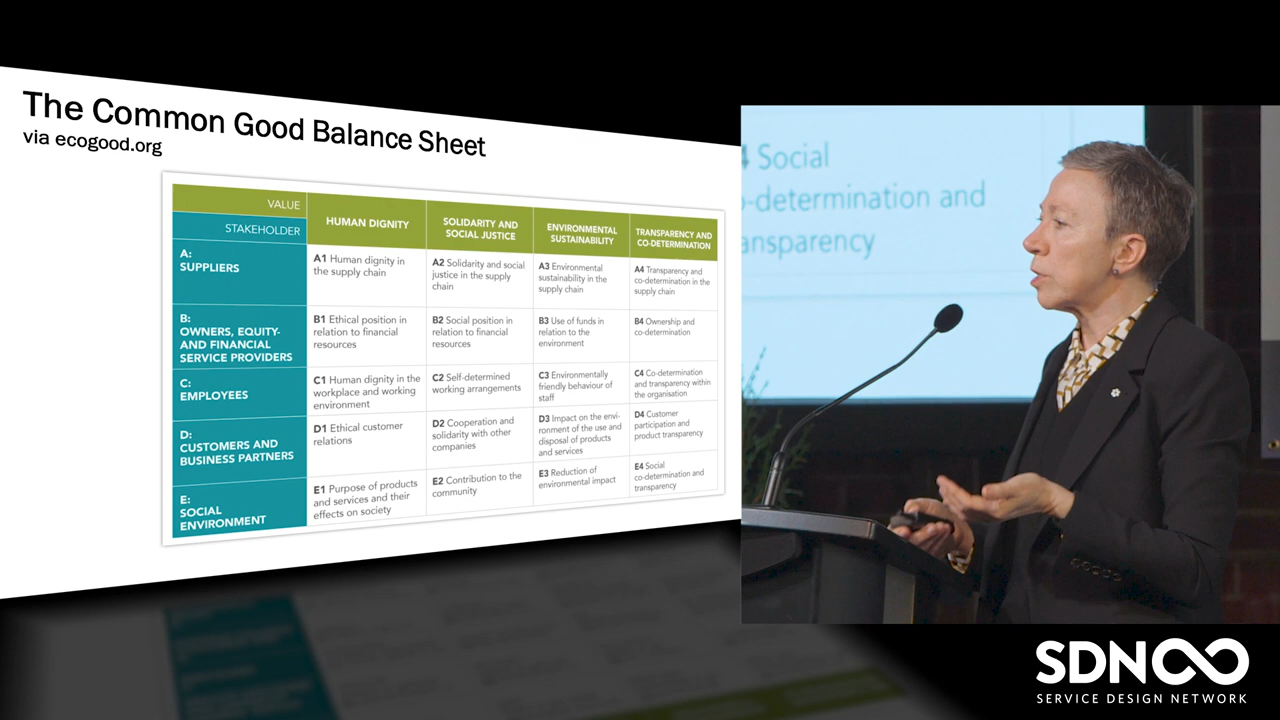 The Common Good Balance Sheet
via ecogood.org
VALUE
STAKEHOLDER
HUMAN DIGNITY
SOLIDARITY AND
SOCIAL JUSTICE
ENVIRONMENTAL
SUSTAINABILITY
TRANSPARENCY AND
CO-DETERMINATION
A:
SUPPLIERS
A1 Human dignity in
the supply chain
A2 Solidarity and social
justice in the supply
chain
A3 Environmental
sustainability in the
supply chain
A4 Transparency and
co-determination in the
supply chain
B:
OWNERS, EQUITY-
AND FINANCIAL
SERVICE PROVIDERS
B1 Ethical position in
relation to financial
resources
B2 Social position in
relation to financial
resources
B3 Use of funds in
relation to the
environment
B4 Ownership and
co-determination
C:
EMPLOYEES
C1 Human dignity in the
workplace and working
environment
C2 Self-determined
working arrangements
C3 Environmentally
friendly behaviour of
staff
C4 Co-determination
and transparency within
the organisation
D:
CUSTOMERS AND
BUSINESS PARTNERS
D1 Ethical customer
relations
D2 Cooperation and
solidarity with other
companies
D3 Impact on the envi-
ronment of the use and
disposal of products
and services
D4 Customer
participation and
product transparency
E:
SOCIAL
ENVIRONMENT
E1 Purpose of products
and services and their
effects on society
E2 Contribution to the
community
E3 Reduction of
environmental impact
E4 Social
co-determination and
transparency
4 Social
o-determination and
ansparency
SDN
SERVICE DESIGN NETWORK